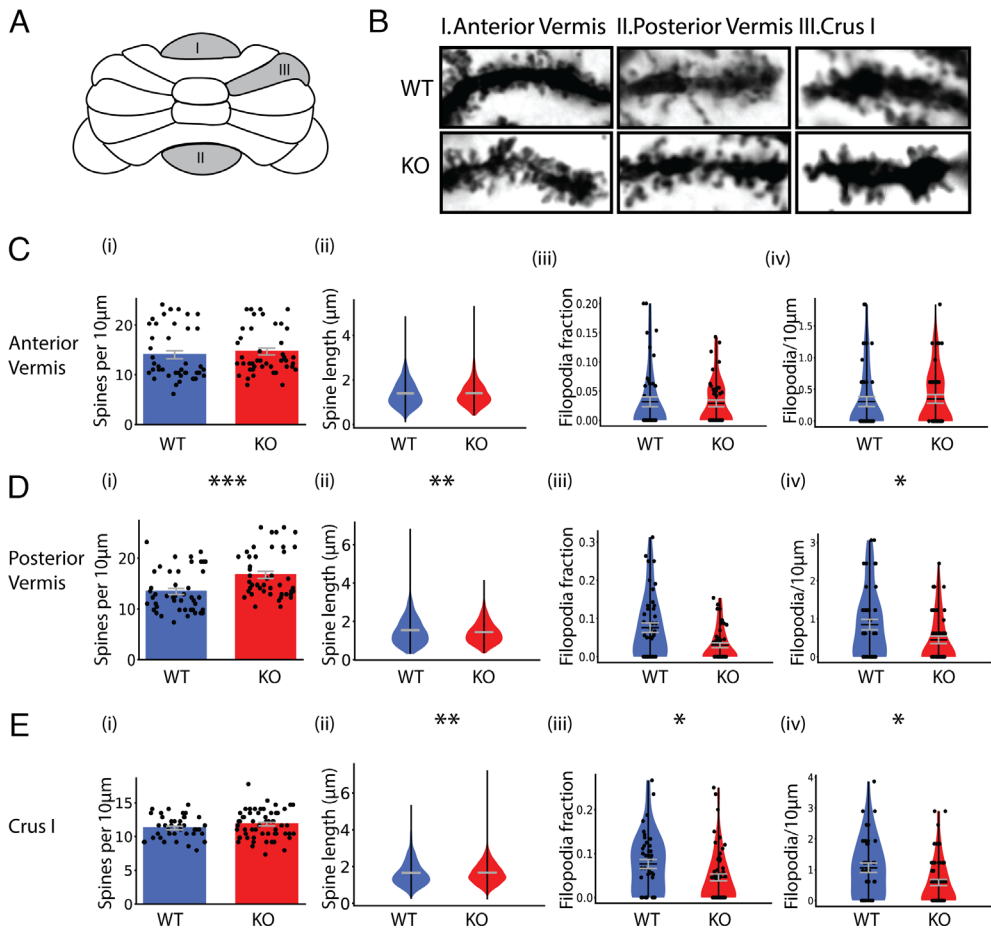 A
I
III
II
B
I.Anterior Vermis II.Posterior Vermis III.Crus I
WT
KO
C
(i)
(ii)
(iii)
(iv)
Anterior
Vermis
Spines per 10µm
20
10
0
WT KO
Spine length (µm)
4
2
0
WT KO
Filopodia fraction
0.20
0.15
0.10
0.05
0.00
WT KO
Filopodia/10µm
1.5
1.0
0.5
0.0
WT KO
D
(i) ***
(ii) **
(iii)
(iv) *
Posterior
Vermis
Spines per 10µm
20
10
0
WT KO
Spine length (µm)
6
4
2
0
WT KO
Filopodia fraction
0.3
0.2
0.1
0.0
WT KO
Filopodia/10µm
3
2
1
0
WT KO
E
(i)
(ii) **
(iii) *
(iv) *
Crus I
Spines per 10µm
15
10
5
0
WT KO
Spine length (µm)
6
4
2
0
WT KO
Filopodia fraction
0.3
0.2
0.1
0.0
WT KO
Filopodia/10µm
4
3
2
1
0
WT KO